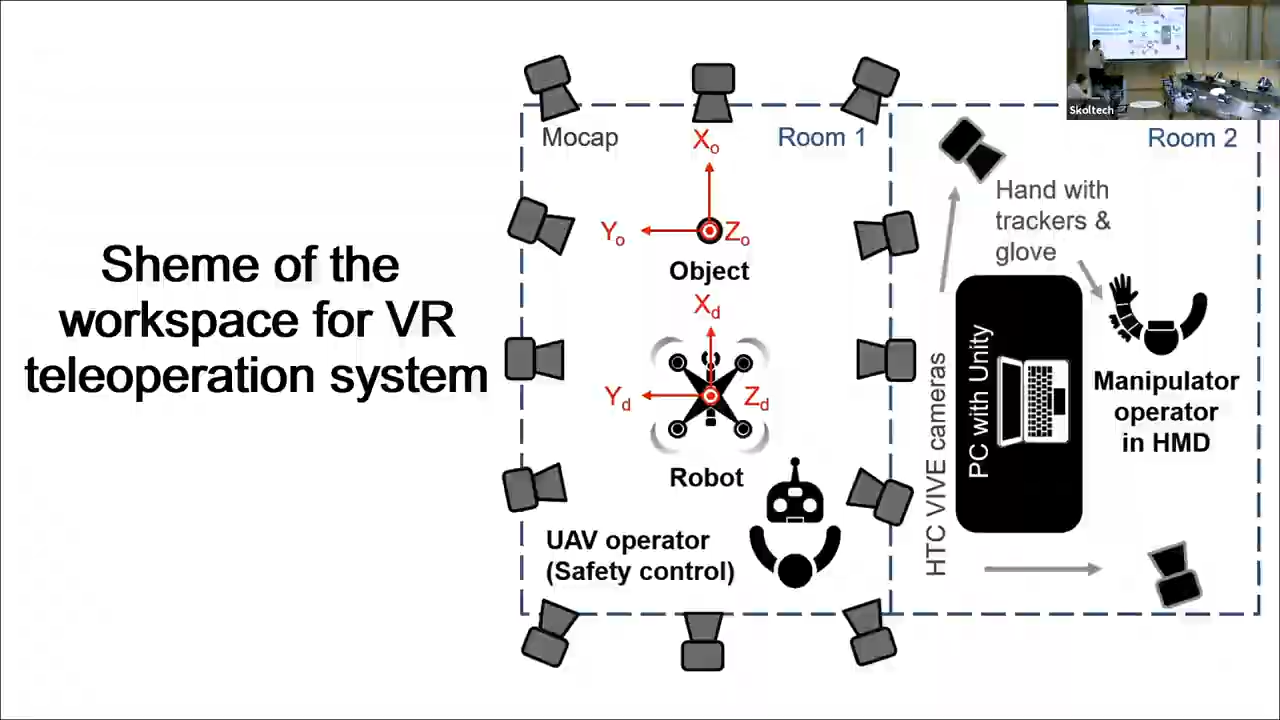 Sheme of the
workspace for VR
teleoperation system
Mocap
Room 1
Xo
Yo
Zo
Object
Xd
Yd
Zd
Robot
UAV operator
(Safety control)
Room 2
Hand with
trackers &
glove
HTC VIVE cameras
PC with Unity
Manipulator
operator
in HMD
Skoltech